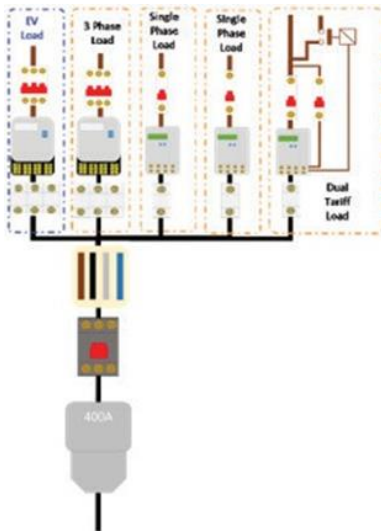 EV
Load
3 Phase
Load
Single
Phase
Load
SIngle
Phase
Load
Dual
Tariff
Load
400A